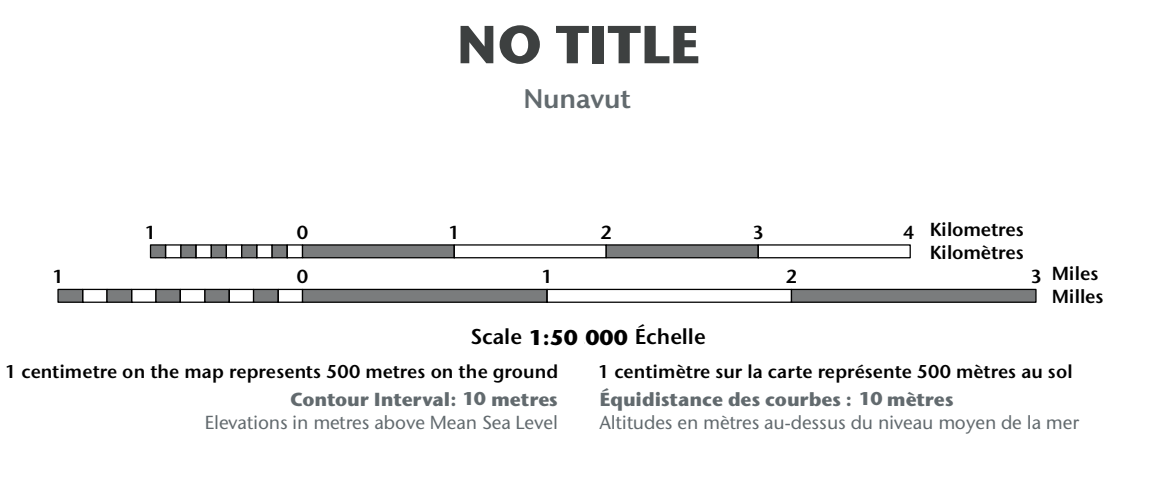 NO TITLE
Nunavut
1 0 1 2 3 4 Kilometres
Kilomètres
1 0 1 2 3 Miles
Milles
Scale 1:50 000 Échelle
1 centimetre on the map represents 500 metres on the ground
1 centimètre sur la carte représente 500 mètres au sol
Contour Interval: 10 metres
Équidistance des courbes : 10 mètres
Elevations in metres above Mean Sea Level
Altitudes en mètres au-dessus du niveau moyen de la mer